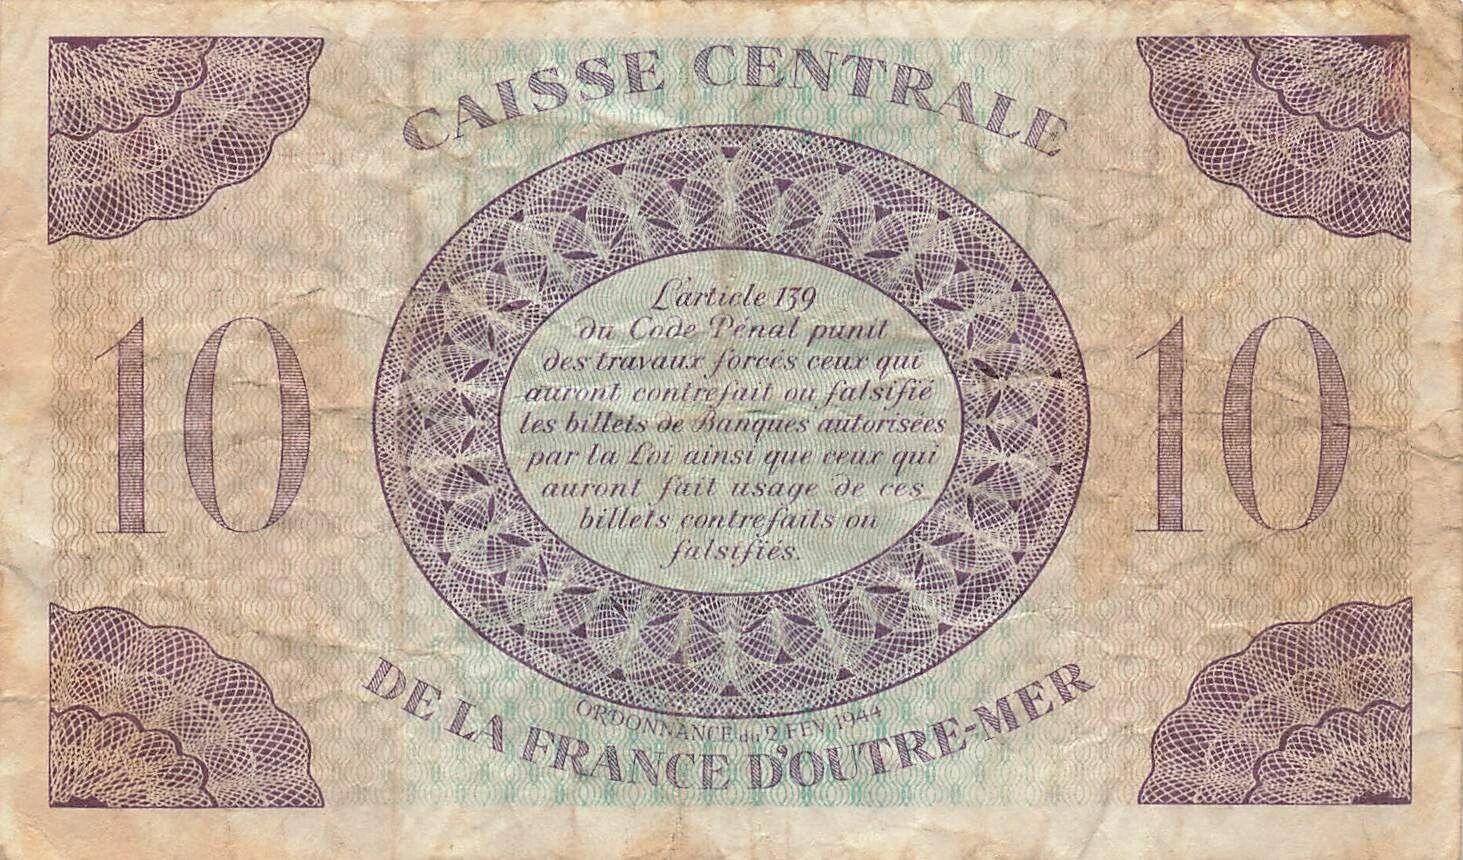 CAISSE CENTRALE
10
L'article 139
du Code Pénal punit
des travaux forcés ceux qui
auront contrefait ou falsifié
les billets de Banques autorisées
par la Loi ainsi que ceux qui
auront fait usage de ces
billets contrefaits ou
falsifiés.
10
ORDONNANCE du 2 FEV 1944
DE LA FRANCE D'OUTRE-MER